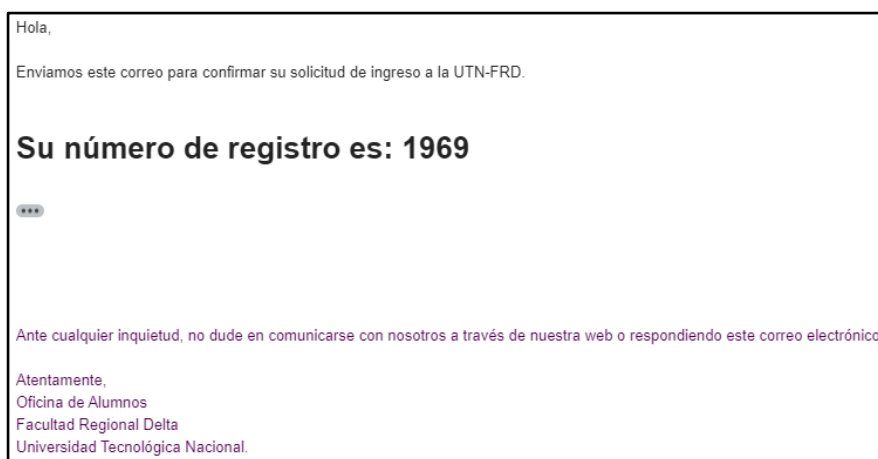 Hola,
Enviamos este correo para confirmar su solicitud de ingreso a la UTN-FRD.
Su número de registro es: 1969
Ante cualquier inquietud, no dude en comunicarse con nosotros a través de nuestra web o respondiendo este correo electrónico
Atentamente,
Oficina de Alumnos
Facultad Regional Delta
Universidad Tecnológica Nacional.